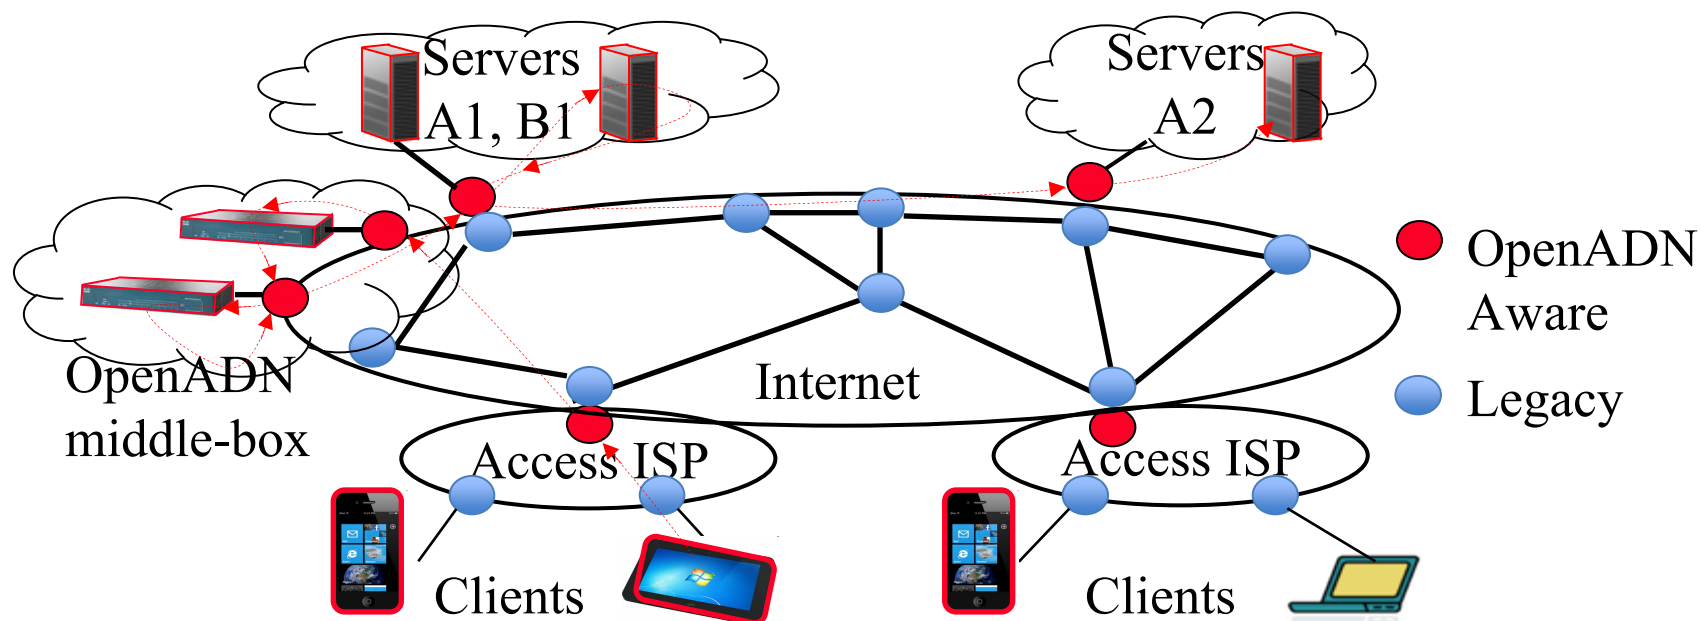 Servers
A1, B1
Servers
A2
OpenADN
Aware
OpenADN
middle-box
Internet
Legacy
Access ISP
Access ISP
Clients
Clients